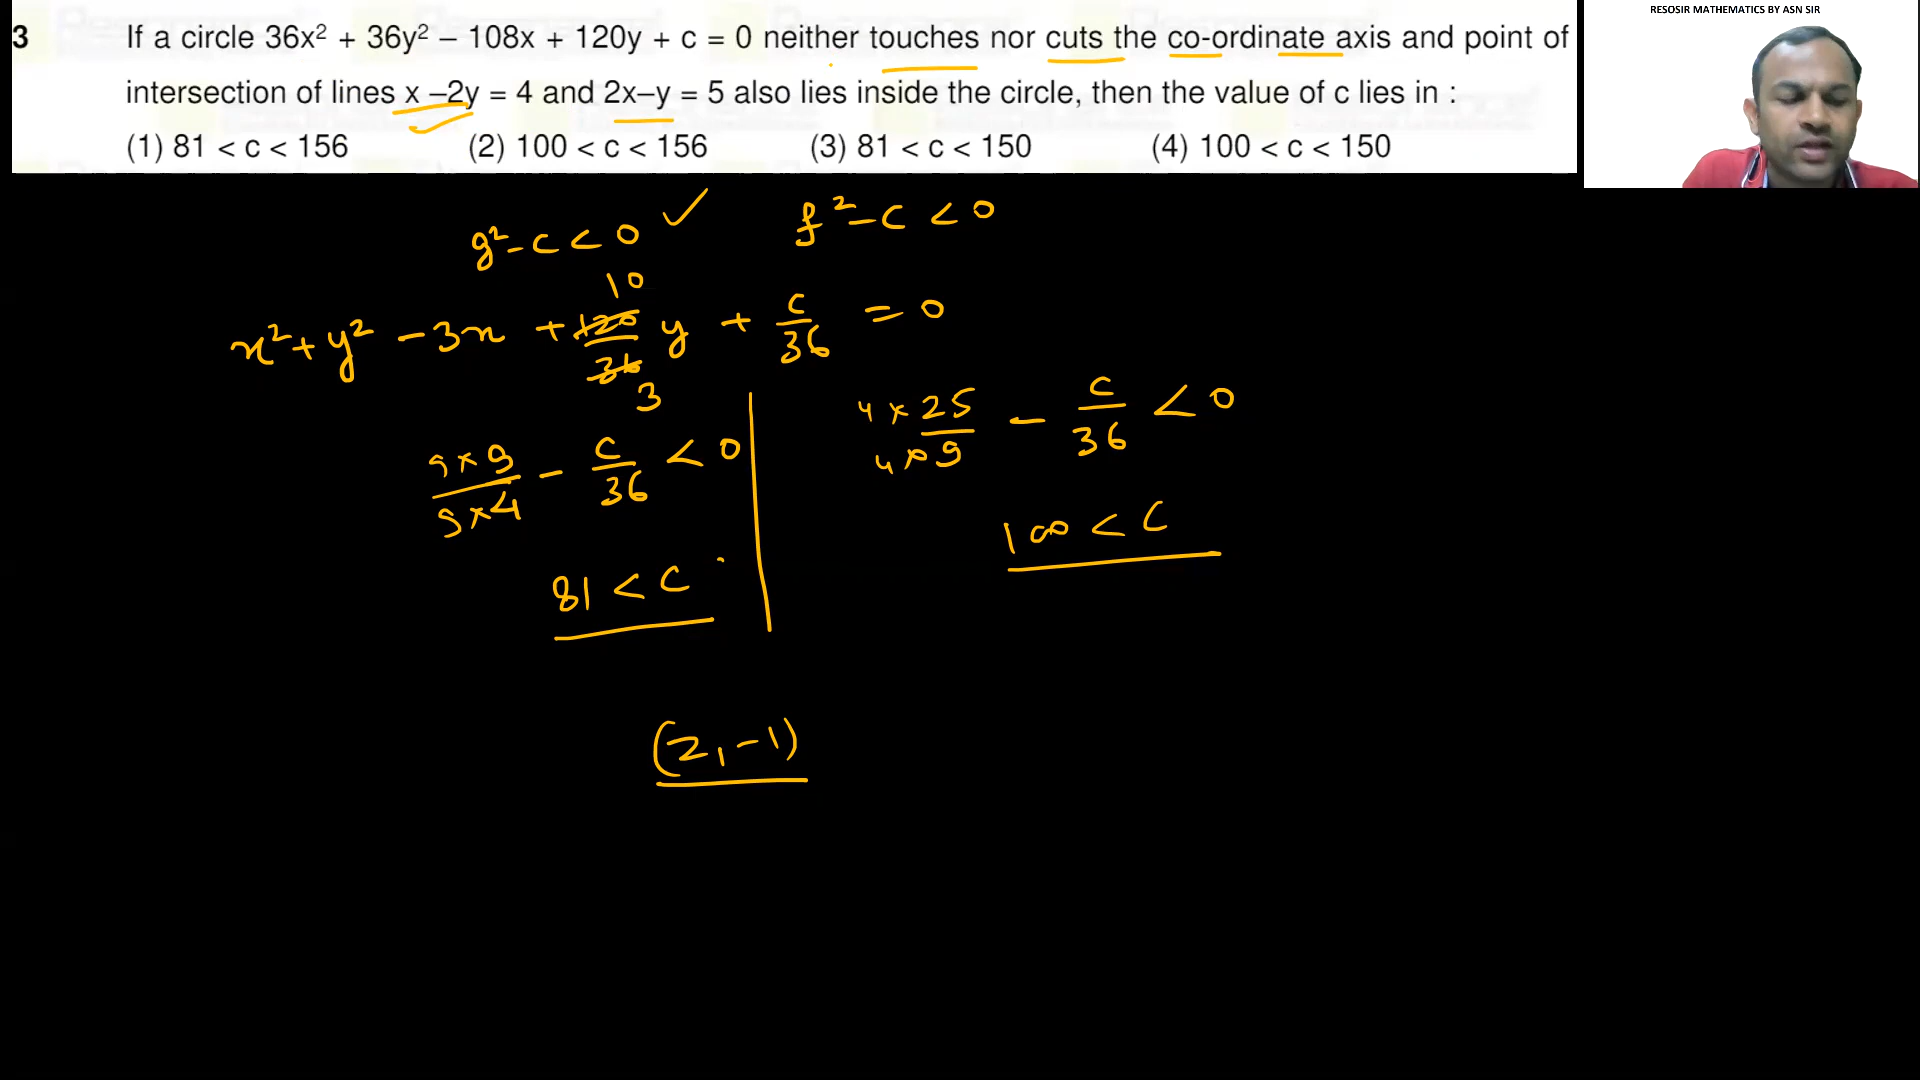 RESOSIR MATHEMATICS BY ASN SIR
3 If a circle 36x² + 36y² – 108x + 120y + c = 0 neither touches nor cuts the co-ordinate axis and point of
intersection of lines x –2y = 4 and 2x–y = 5 also lies inside the circle, then the value of c lies in :
(1) 81 < c < 156 (2) 100 < c < 156 (3) 81 < c < 150 (4) 100 < c < 150
g² - c < 0 ✓ f² - c < 0
x² + y² - 3x + 120/36 y + c/36 = 0
10
3
9×9/9×4 - c/36 < 0
4×25/4×9 - c/36 < 0
81 < c
100 < c
(2, -1)